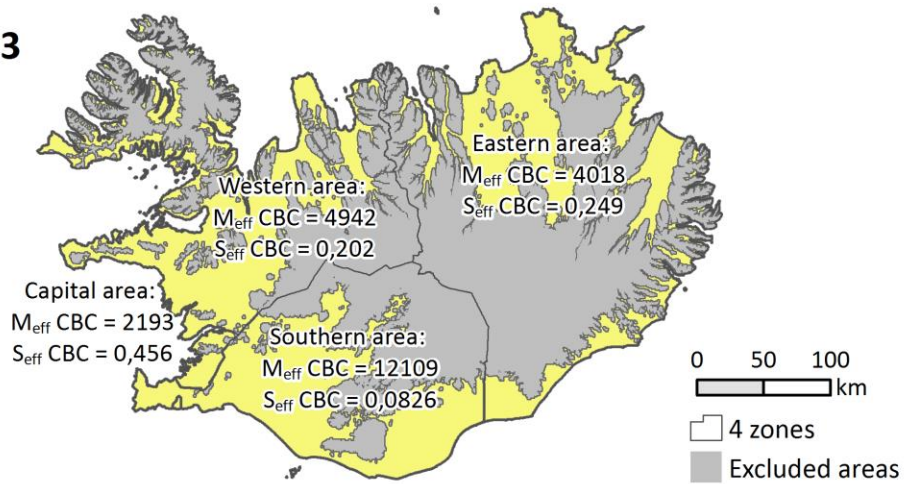 3
Eastern area:
Meff CBC = 4018
Seff CBC = 0,249
Western area:
Meff CBC = 4942
Seff CBC = 0,202
Capital area:
Meff CBC = 2193
Seff CBC = 0,456
Southern area:
Meff CBC = 12109
Seff CBC = 0,0826
0 50 100
km
4 zones
Excluded areas